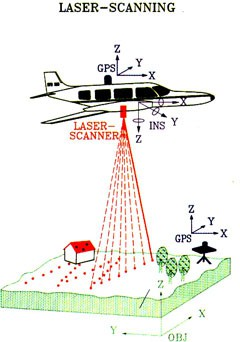 LASER-SCANNING
Z
Y
GPS
X
X
INS
Y
Z
LASER-
SCANNER
Z
Y
GPS
X
Z
X
Y
OBJ